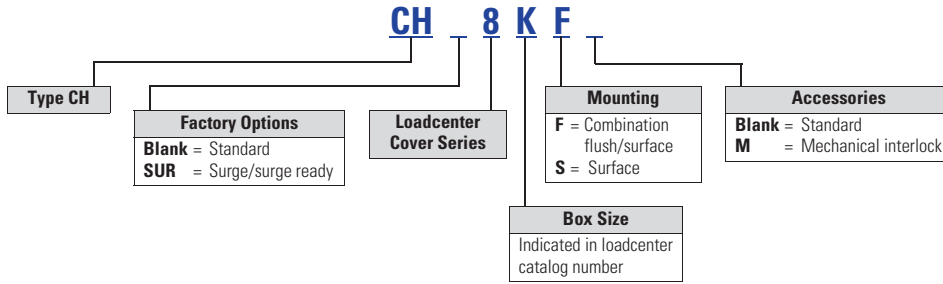 CH _ 8 K F _
Type CH
Factory Options
Blank = Standard
SUR = Surge/surge ready
Loadcenter
Cover Series
Mounting
F = Combination
flush/surface
S = Surface
Accessories
Blank = Standard
M = Mechanical interlock
Box Size
Indicated in loadcenter
catalog number